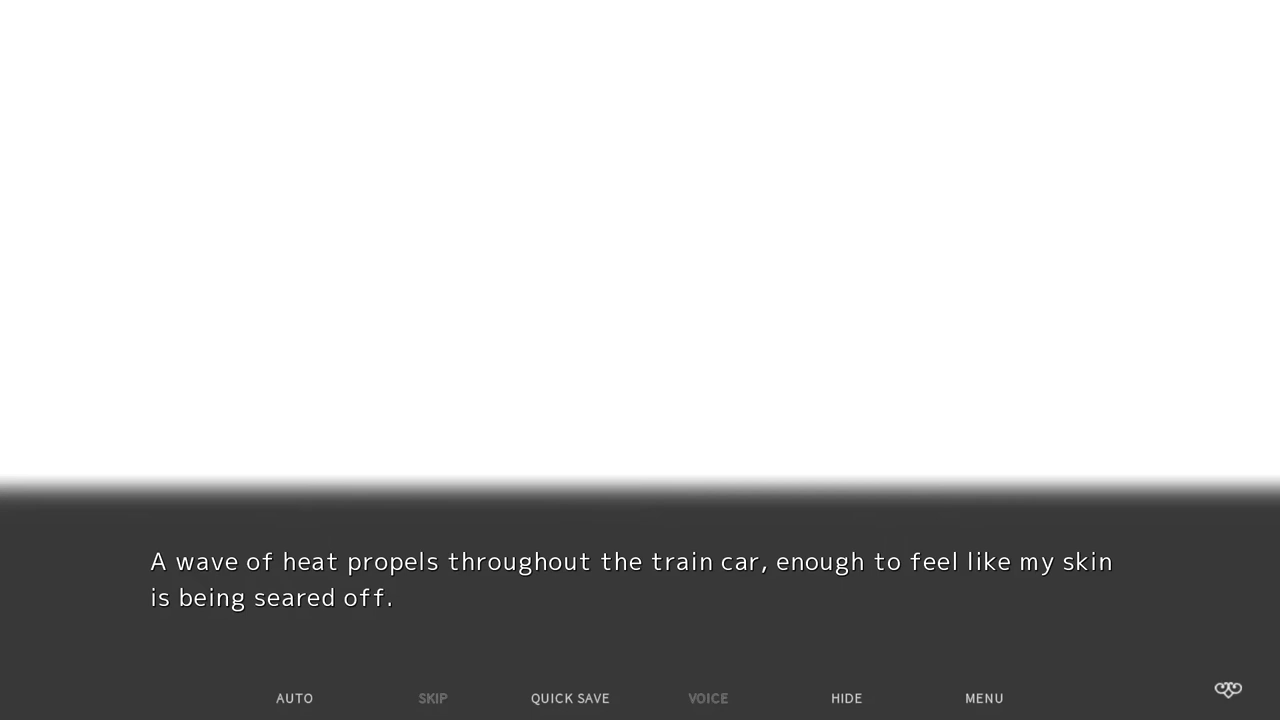 A wave of heat propels throughout the train car, enough to feel like my skin
is being seared off.
AUTO SKIP QUICK SAVE VOICE HIDE MENU